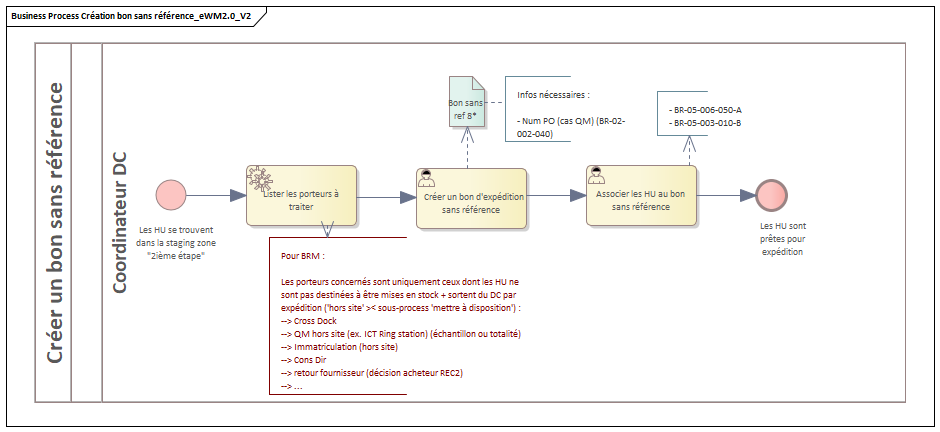 Business Process Création bon sans référence_eWM2.0_V2
Créer un bon sans référence
Coordinateur DC
Les HU se trouvent
dans la staging zone
"2ième étape"
Lister les porteurs à
traiter
Pour BRM :
Les porteurs concernés sont uniquement ceux dont les HU ne
sont pas destinées à être mises en stock + sortent du DC par
expédition ('hors site' >< sous-process 'mettre à disposition') :
--> Cross Dock
--> QM hors site (ex. ICT Ring station) (échantillon ou totalité)
--> Immatriculation (hors site)
--> Cons Dir
--> retour fournisseur (décision acheteur REC2)
--> ...
Bon sans
ref 8*
Infos nécessaires :
- Num PO (cas QM) (BR-02-
002-040)
Créer un bon d'expédition
sans référence
- BR-05-006-050-A
- BR-05-003-010-B
Associer les HU au bon
sans référence
Les HU sont
prêtes pour
expédition